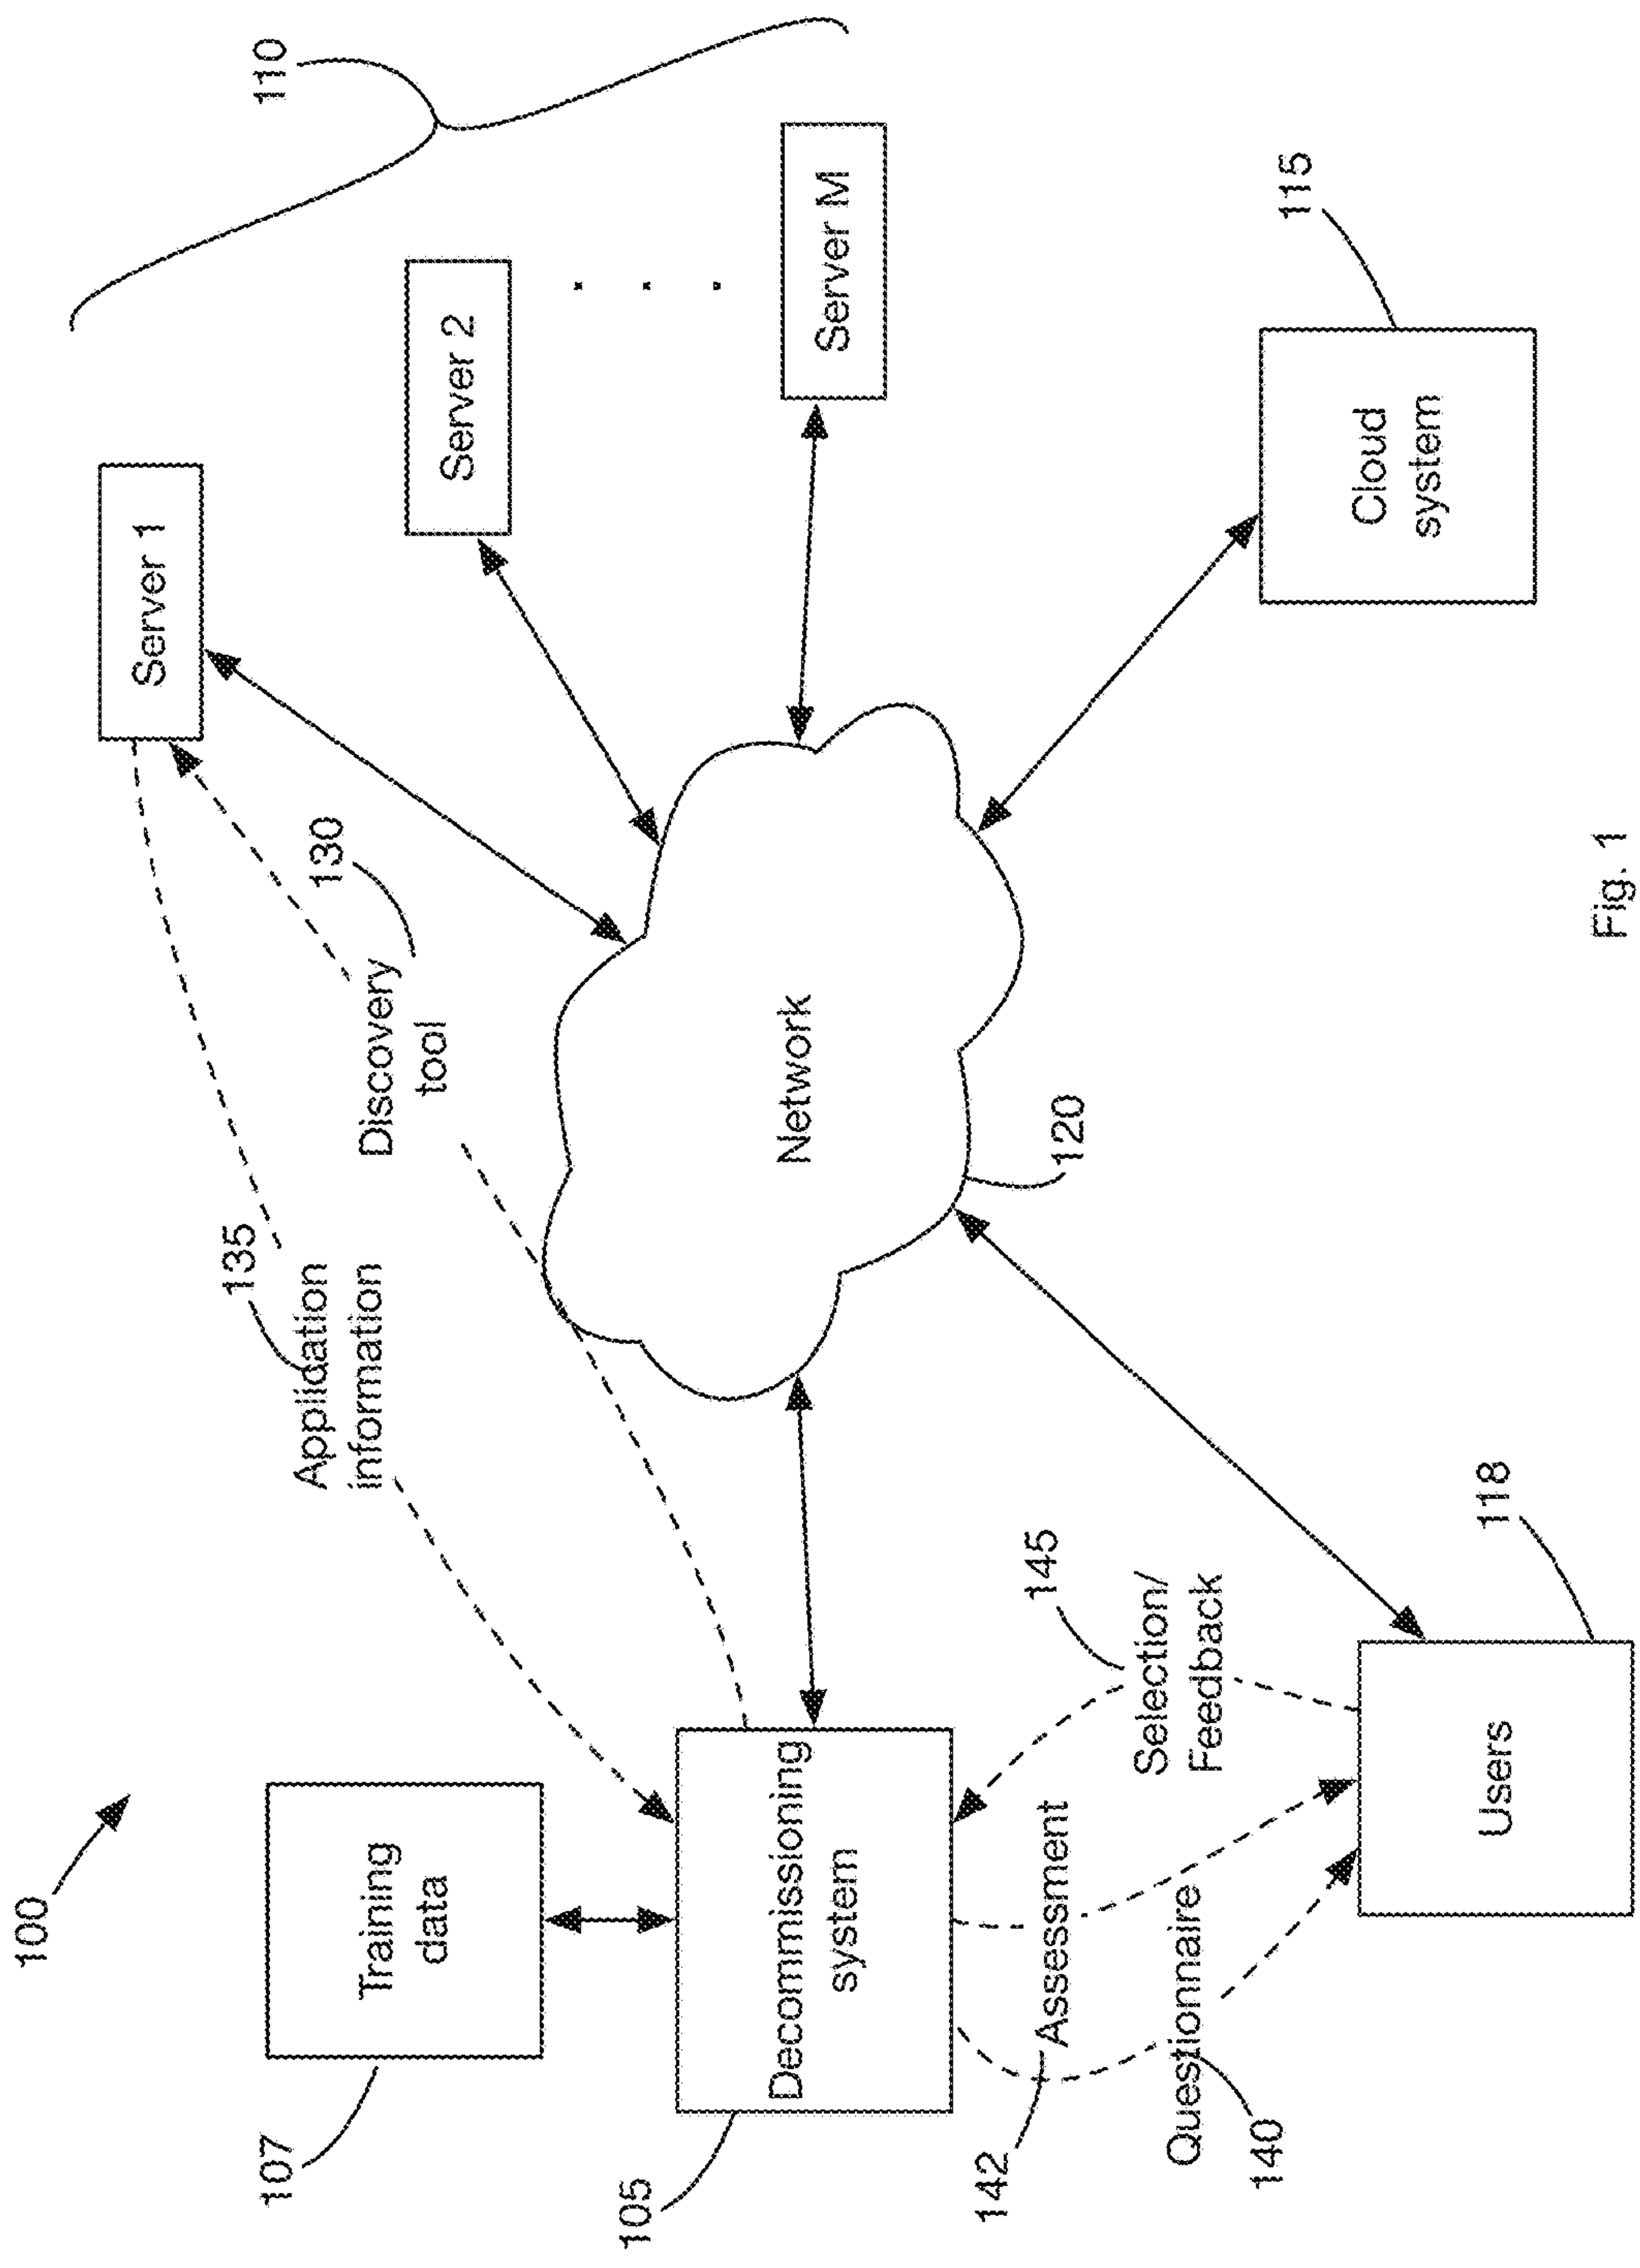 100
110
107
Training
data
135
Application
information
130
Discovery
tool
Server 1
Server 2
. . .
Server M
105
Decommissioning
system
Network
120
142
Assessment
145
Selection/
Feedback
140
Questionnaire
115
Cloud
system
118
Users
Fig. 1